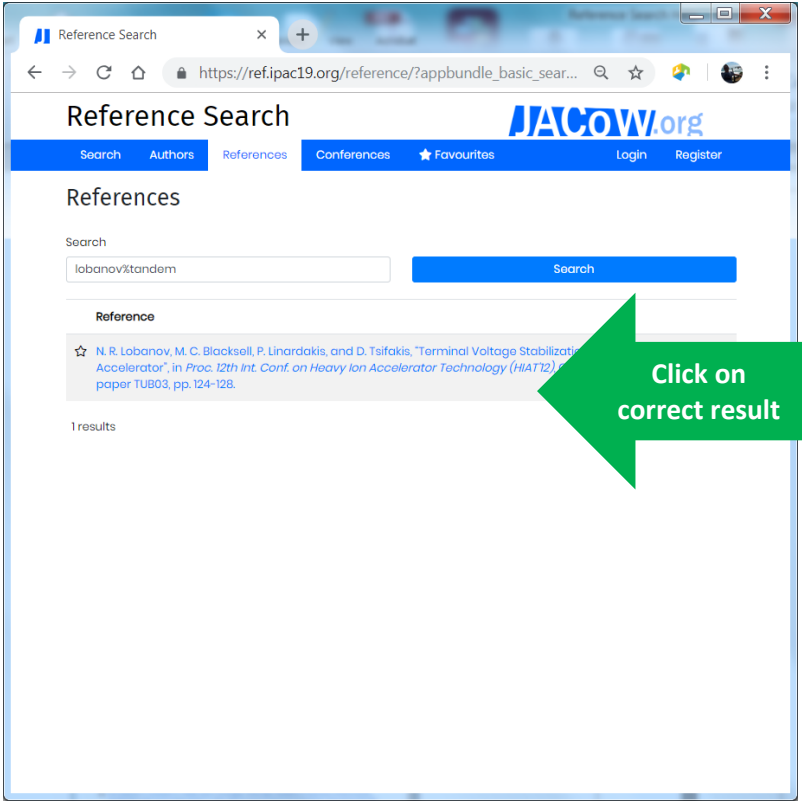 Reference Search
https://ref.ipac19.org/reference/?appbundle_basic_sear...
Reference Search
JACoW.org
Search Authors References Conferences Favourites Login Register
References
Search
lobanov%tandem Search
Reference
N. R. Lobanov, M. C. Blacksell, P. Linardakis, and D. Tsifakis, "Terminal Voltage
Accelerator", in Proc. 12th Int. Conf. on Heavy Ion Accelerator Technology (HIAT'12),
paper TUB03, pp. 124-128.
Click on
correct result
1 results